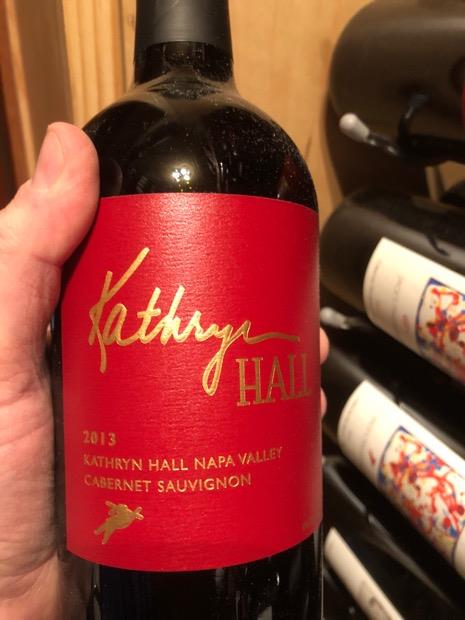 Kathryn
HALL
2013
KATHRYN HALL NAPA VALLEY
CABERNET SAUVIGNON